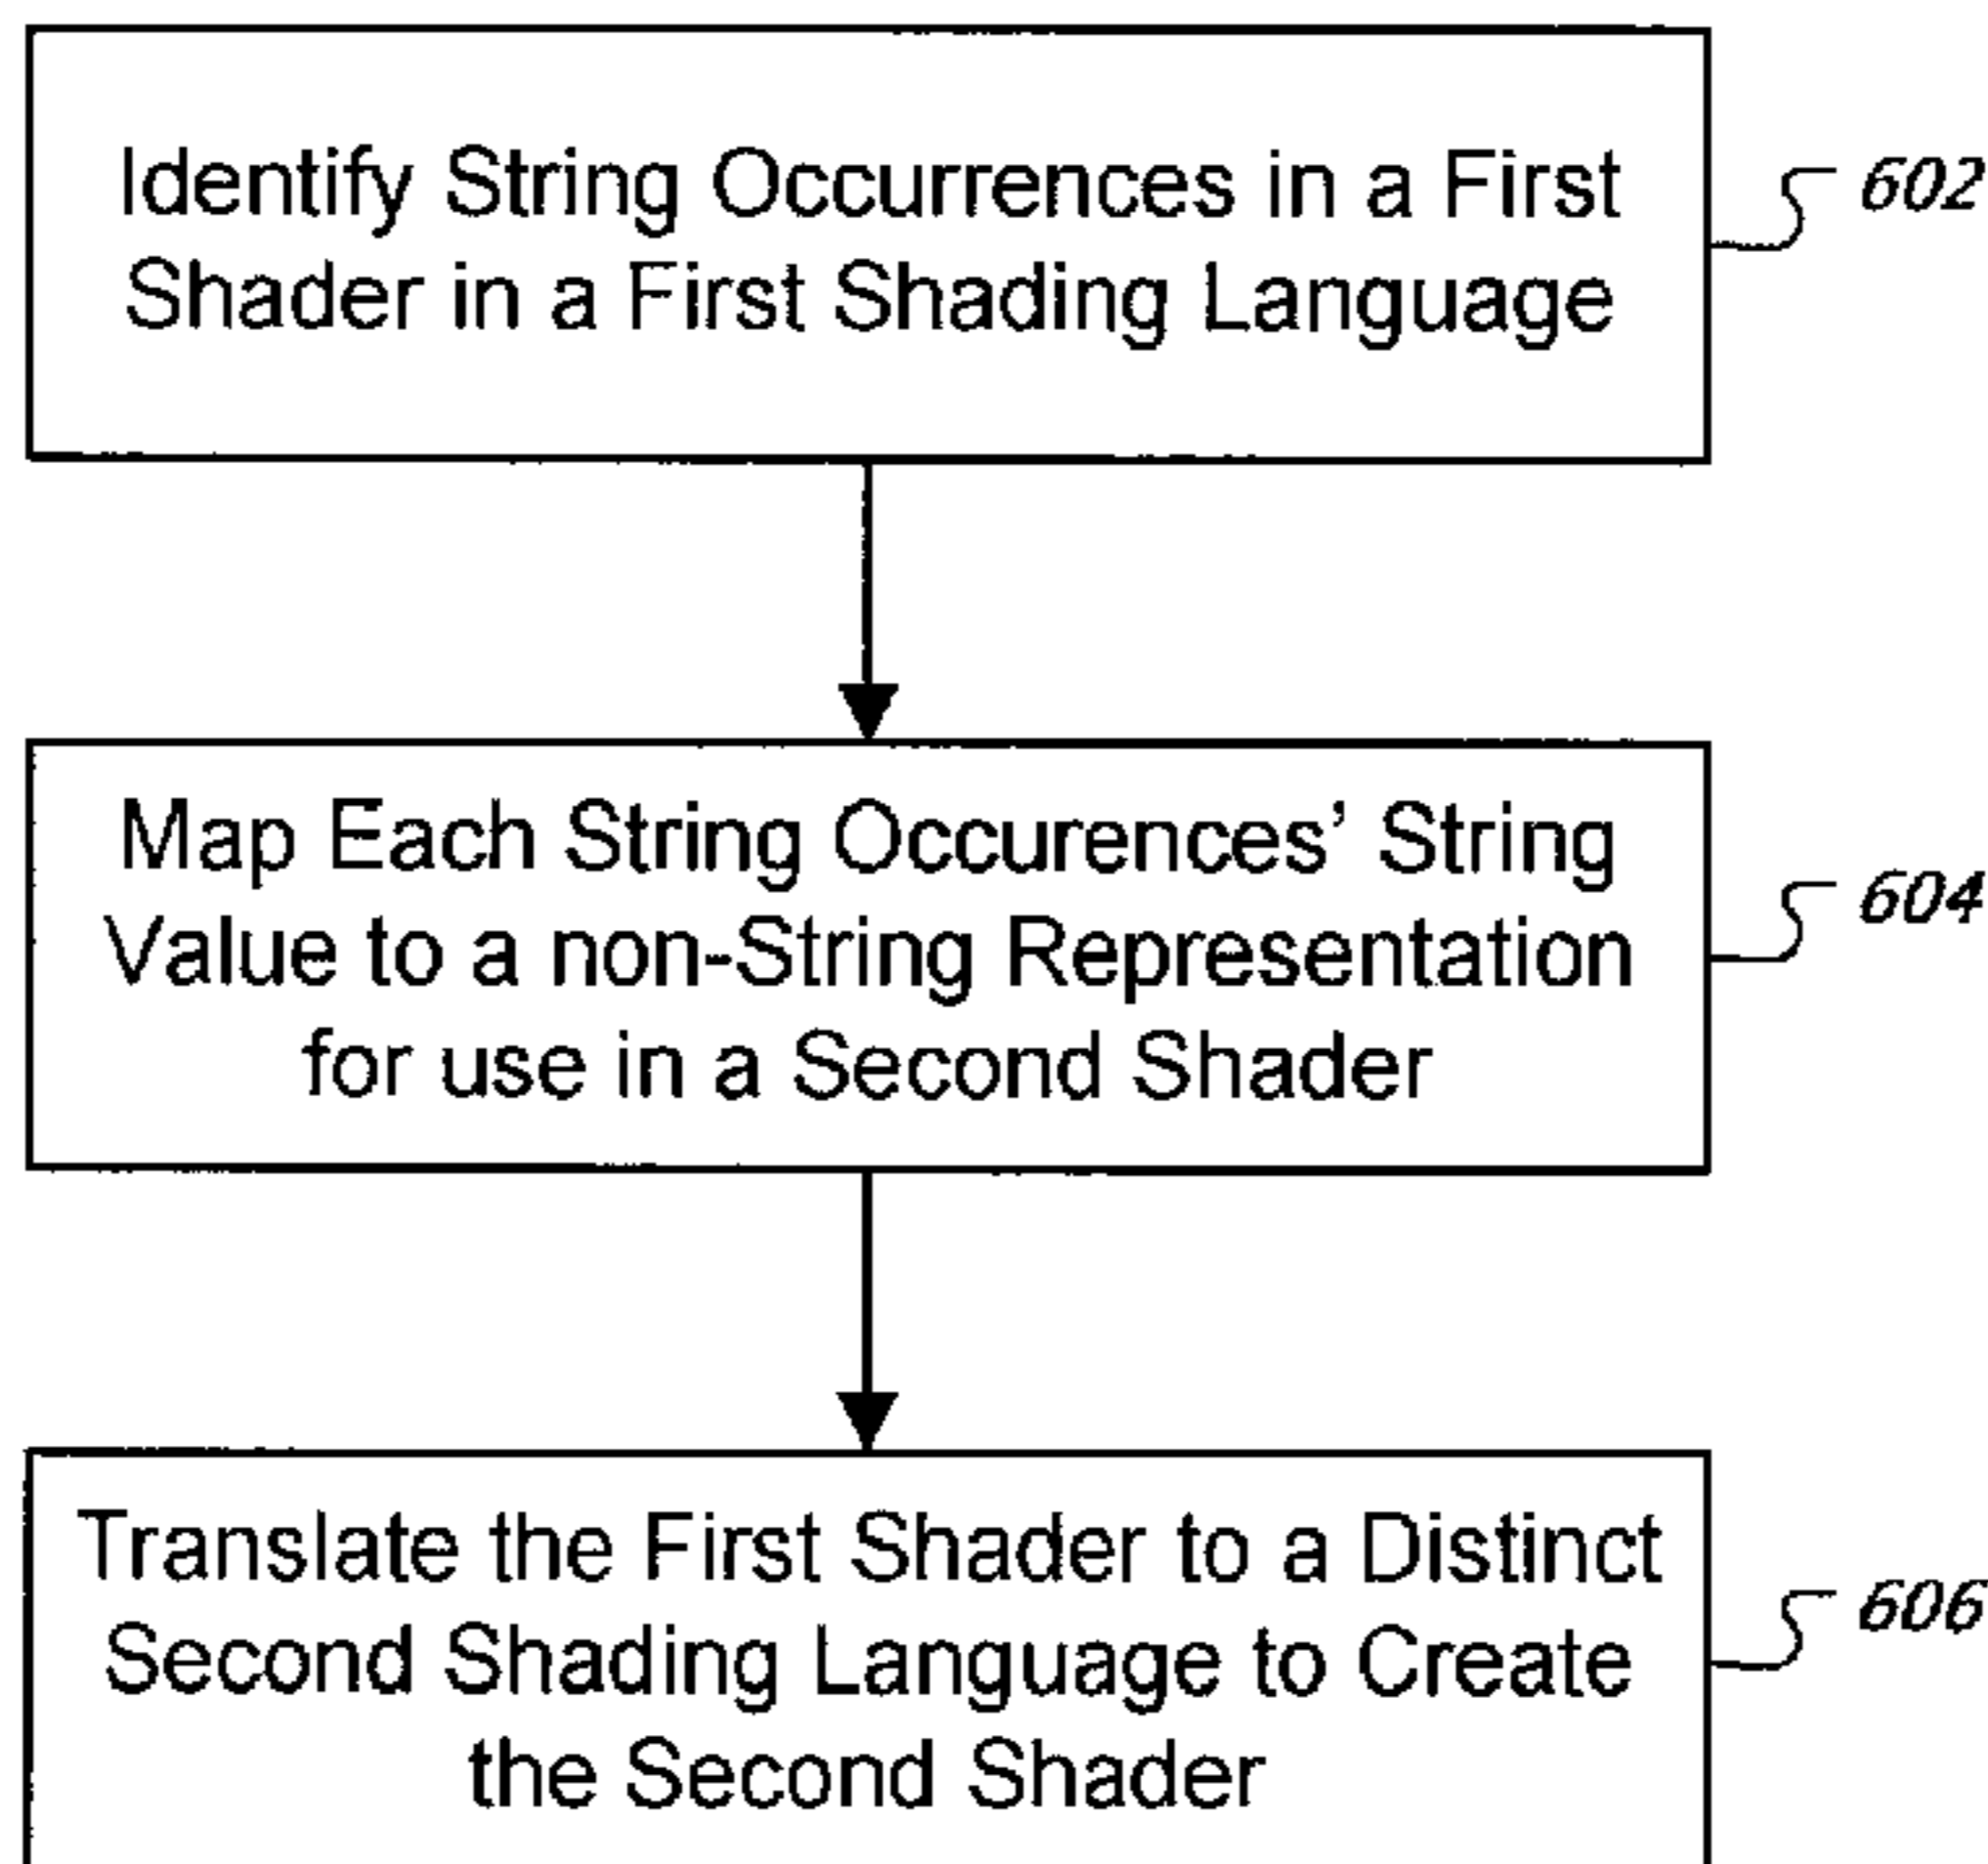 Identify String Occurrences in a First
Shader in a First Shading Language
602
Map Each String Occurences’ String
Value to a non-String Representation
for use in a Second Shader
604
Translate the First Shader to a Distinct
Second Shading Language to Create
the Second Shader
606